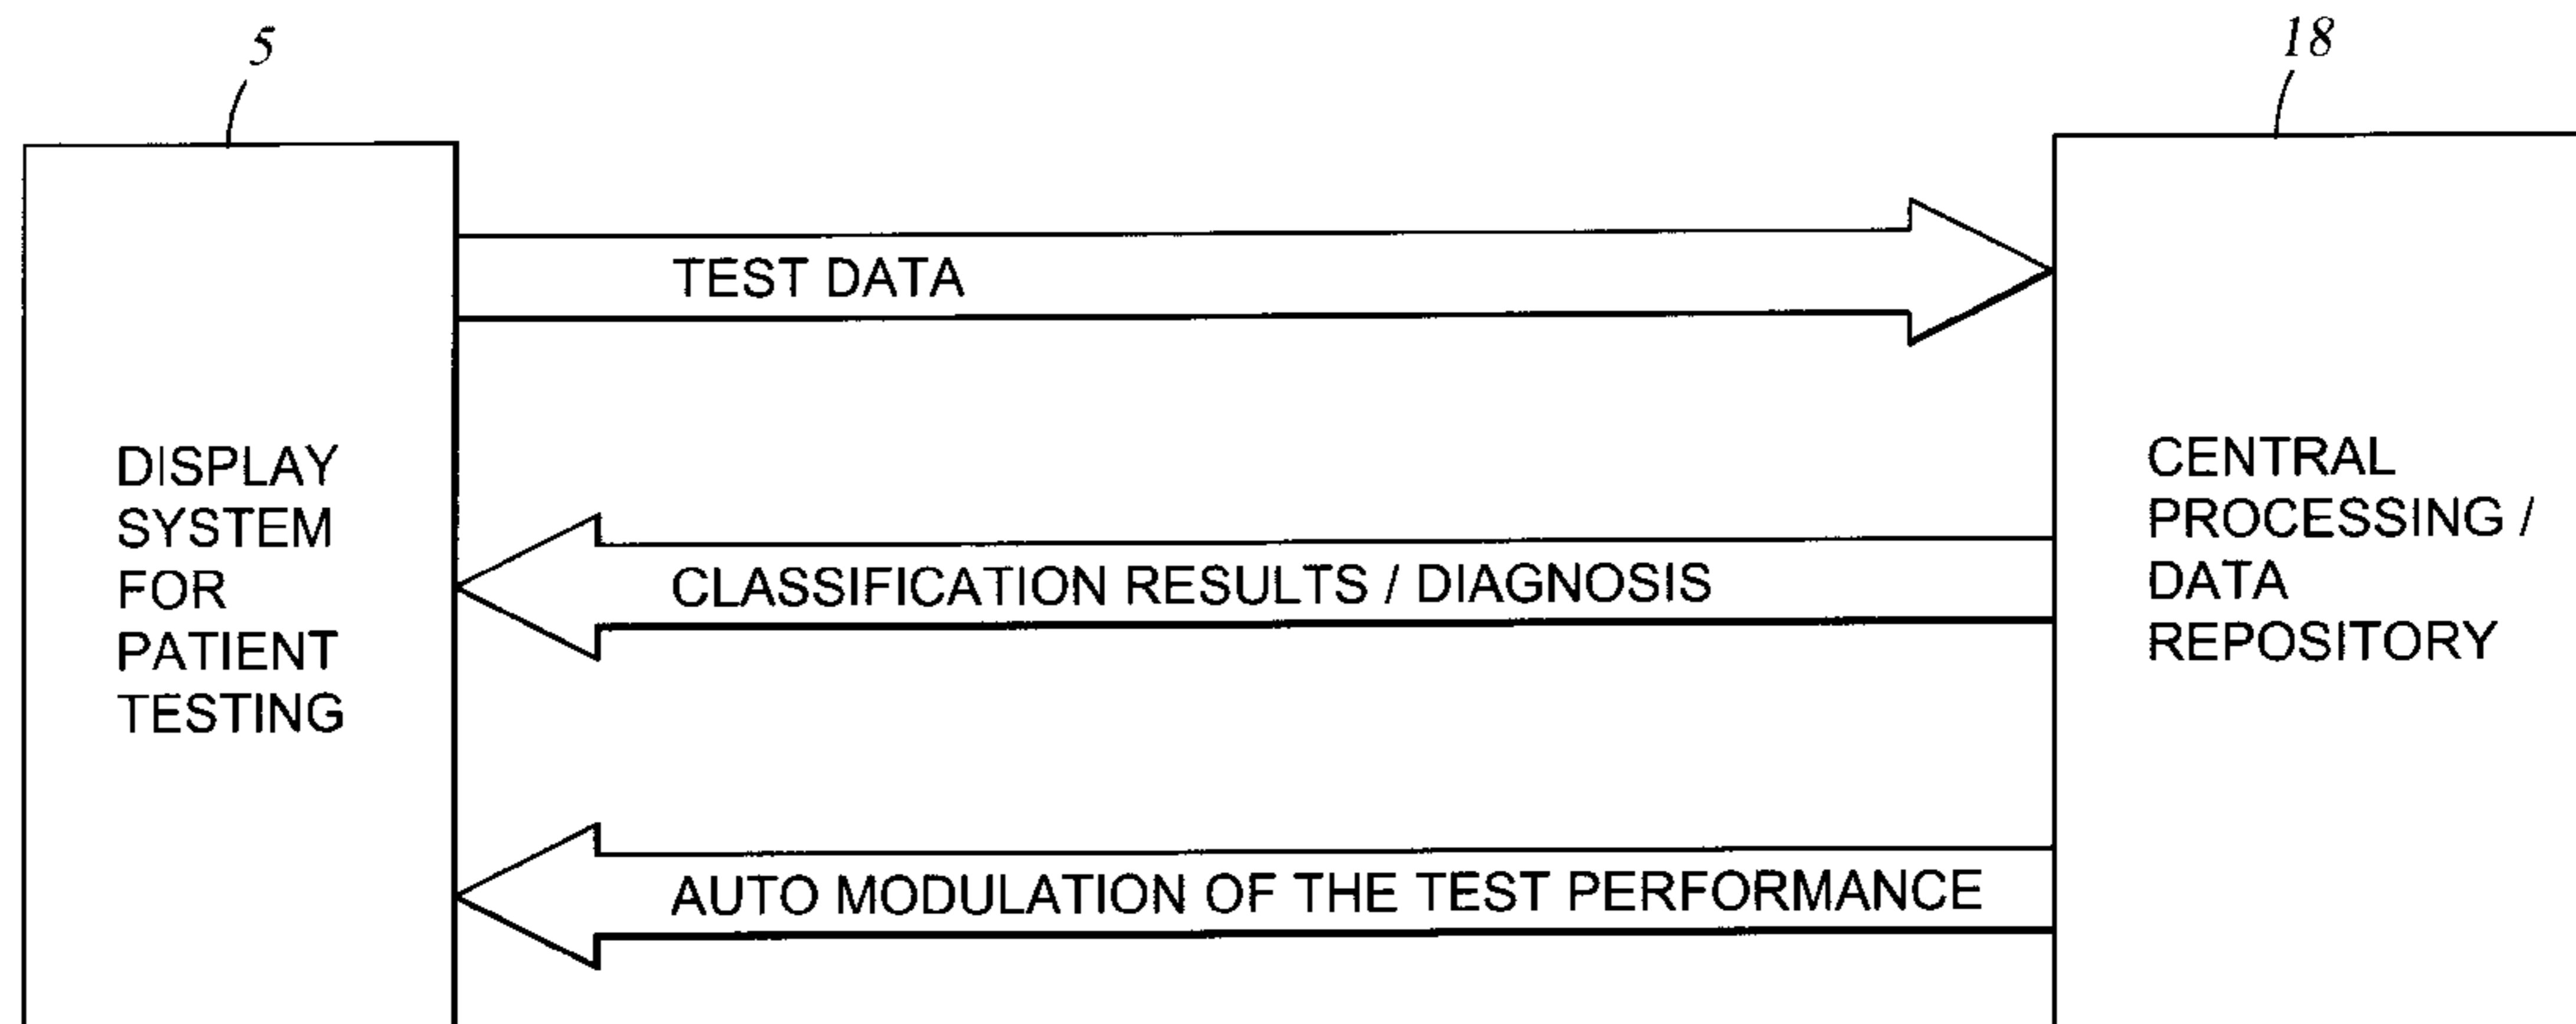 5
18
TEST DATA
DISPLAY
SYSTEM
FOR
PATIENT
TESTING
CLASSIFICATION RESULTS / DIAGNOSIS
AUTO MODULATION OF THE TEST PERFORMANCE
CENTRAL
PROCESSING /
DATA
REPOSITORY